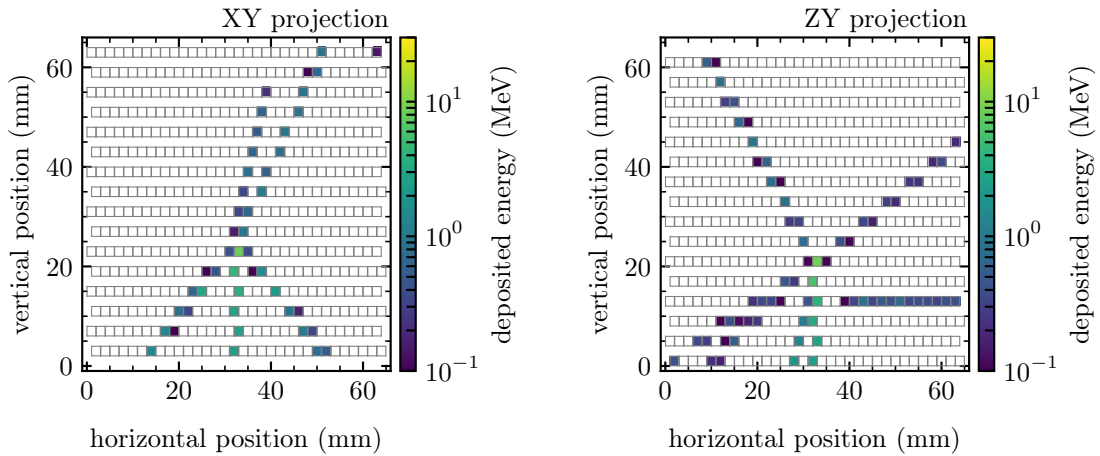 XY projection
vertical position (mm)
60
40
20
0
0
20
40
60
horizontal position (mm)
10^1
10^0
10^−1
deposited energy (MeV)
ZY projection
vertical position (mm)
60
40
20
0
0
20
40
60
horizontal position (mm)
10^1
10^0
10^−1
deposited energy (MeV)